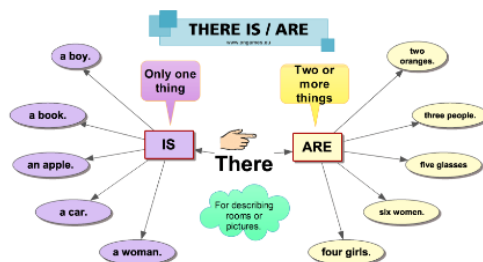 THERE IS / ARE
a boy.
a book.
an apple.
a car.
a woman.
Only one
thing
IS
There
For describing
rooms or
pictures.
Two or
more
things
ARE
two
oranges.
three people.
five glasses
six women.
four girls.